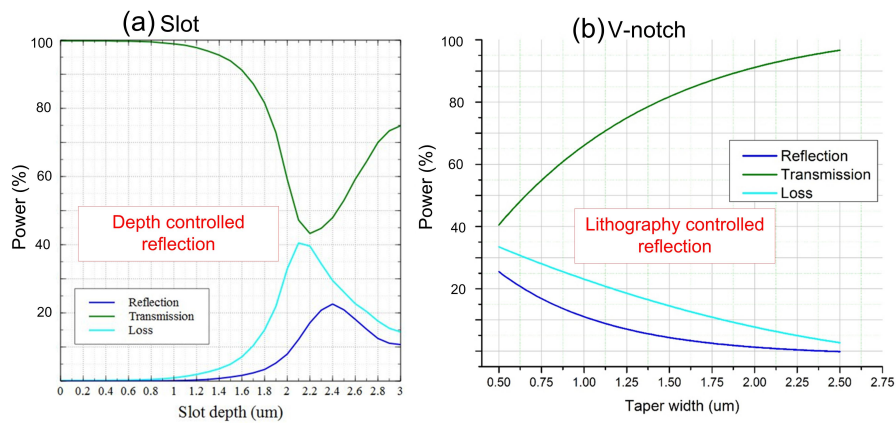 (a) Slot
100
80
60
40
20
Power (%)
Depth controlled
reflection
Reflection
Transmission
Loss
0 0.2 0.4 0.6 0.8 1 1.2 1.4 1.6 1.8 2 2.2 2.4 2.6 2.8 3
Slot depth (um)
(b) V-notch
100
80
60
40
20
Power (%)
Reflection
Transmission
Loss
Lithography controlled
reflection
0.50 0.75 1.00 1.25 1.50 1.75 2.00 2.25 2.50 2.75
Taper width (um)